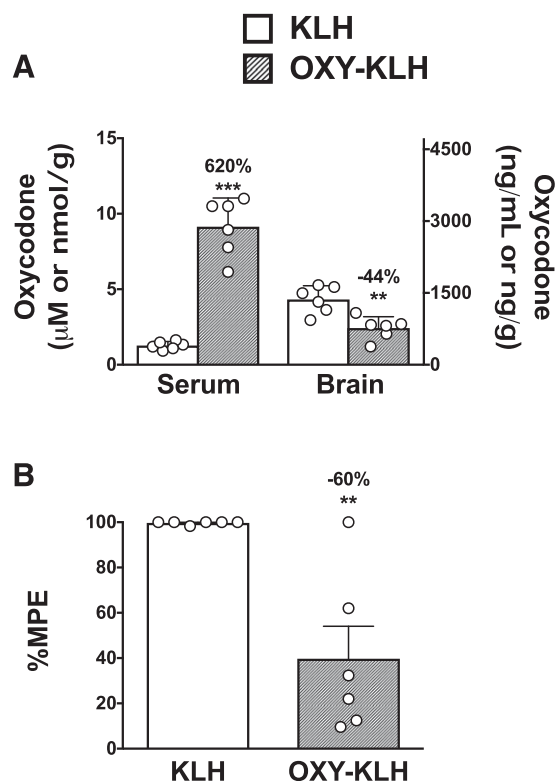 KLH
OXY-KLH
A
Oxycodone
(μM or nmol/g)
15
10
5
0
620%
***
-44%
**
4500
3000
1500
0
Oxycodone
(ng/mL or ng/g)
Serum
Brain
B
%MPE
100
80
60
40
20
0
-60%
**
KLH
OXY-KLH